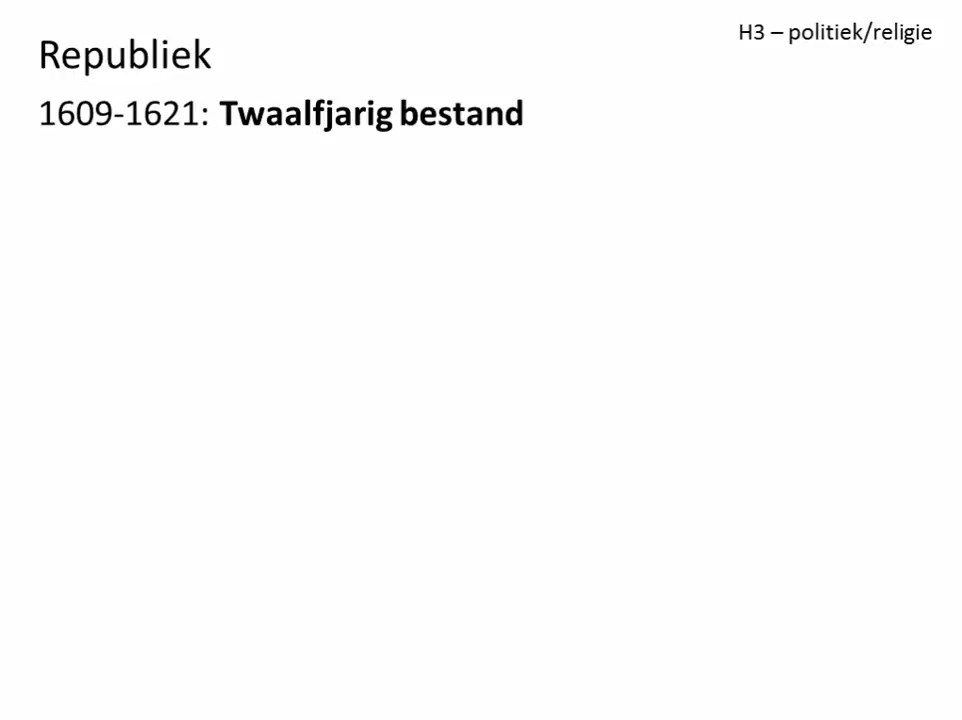 H3 – politiek/religie
Republiek
1609-1621: Twaalfjarig bestand